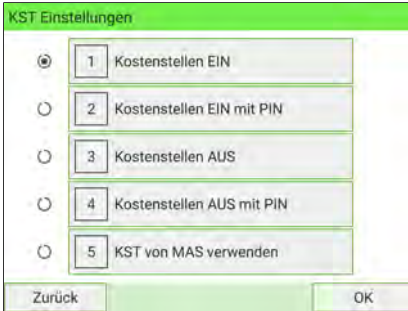 KST Einstellungen
1 Kostenstellen EIN
2 Kostenstellen EIN mit PIN
3 Kostenstellen AUS
4 Kostenstellen AUS mit PIN
5 KST von MAS verwenden
Zurück OK